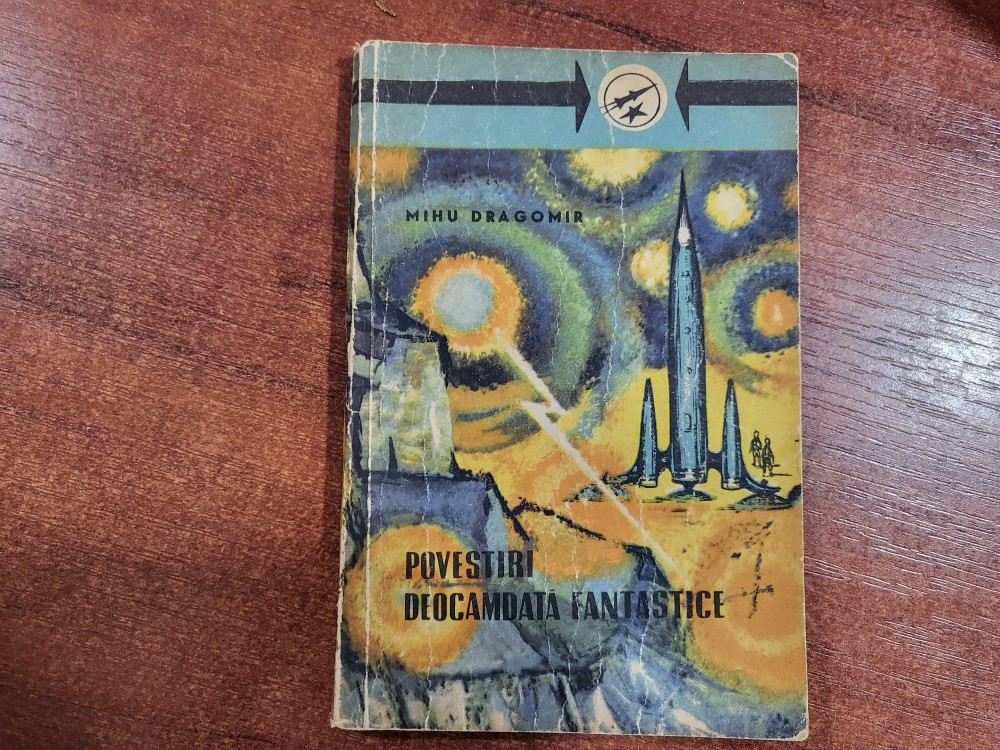 MIHU DRAGOMIR
POVESTIRI
DEOCAMDATĂ FANTASTICE